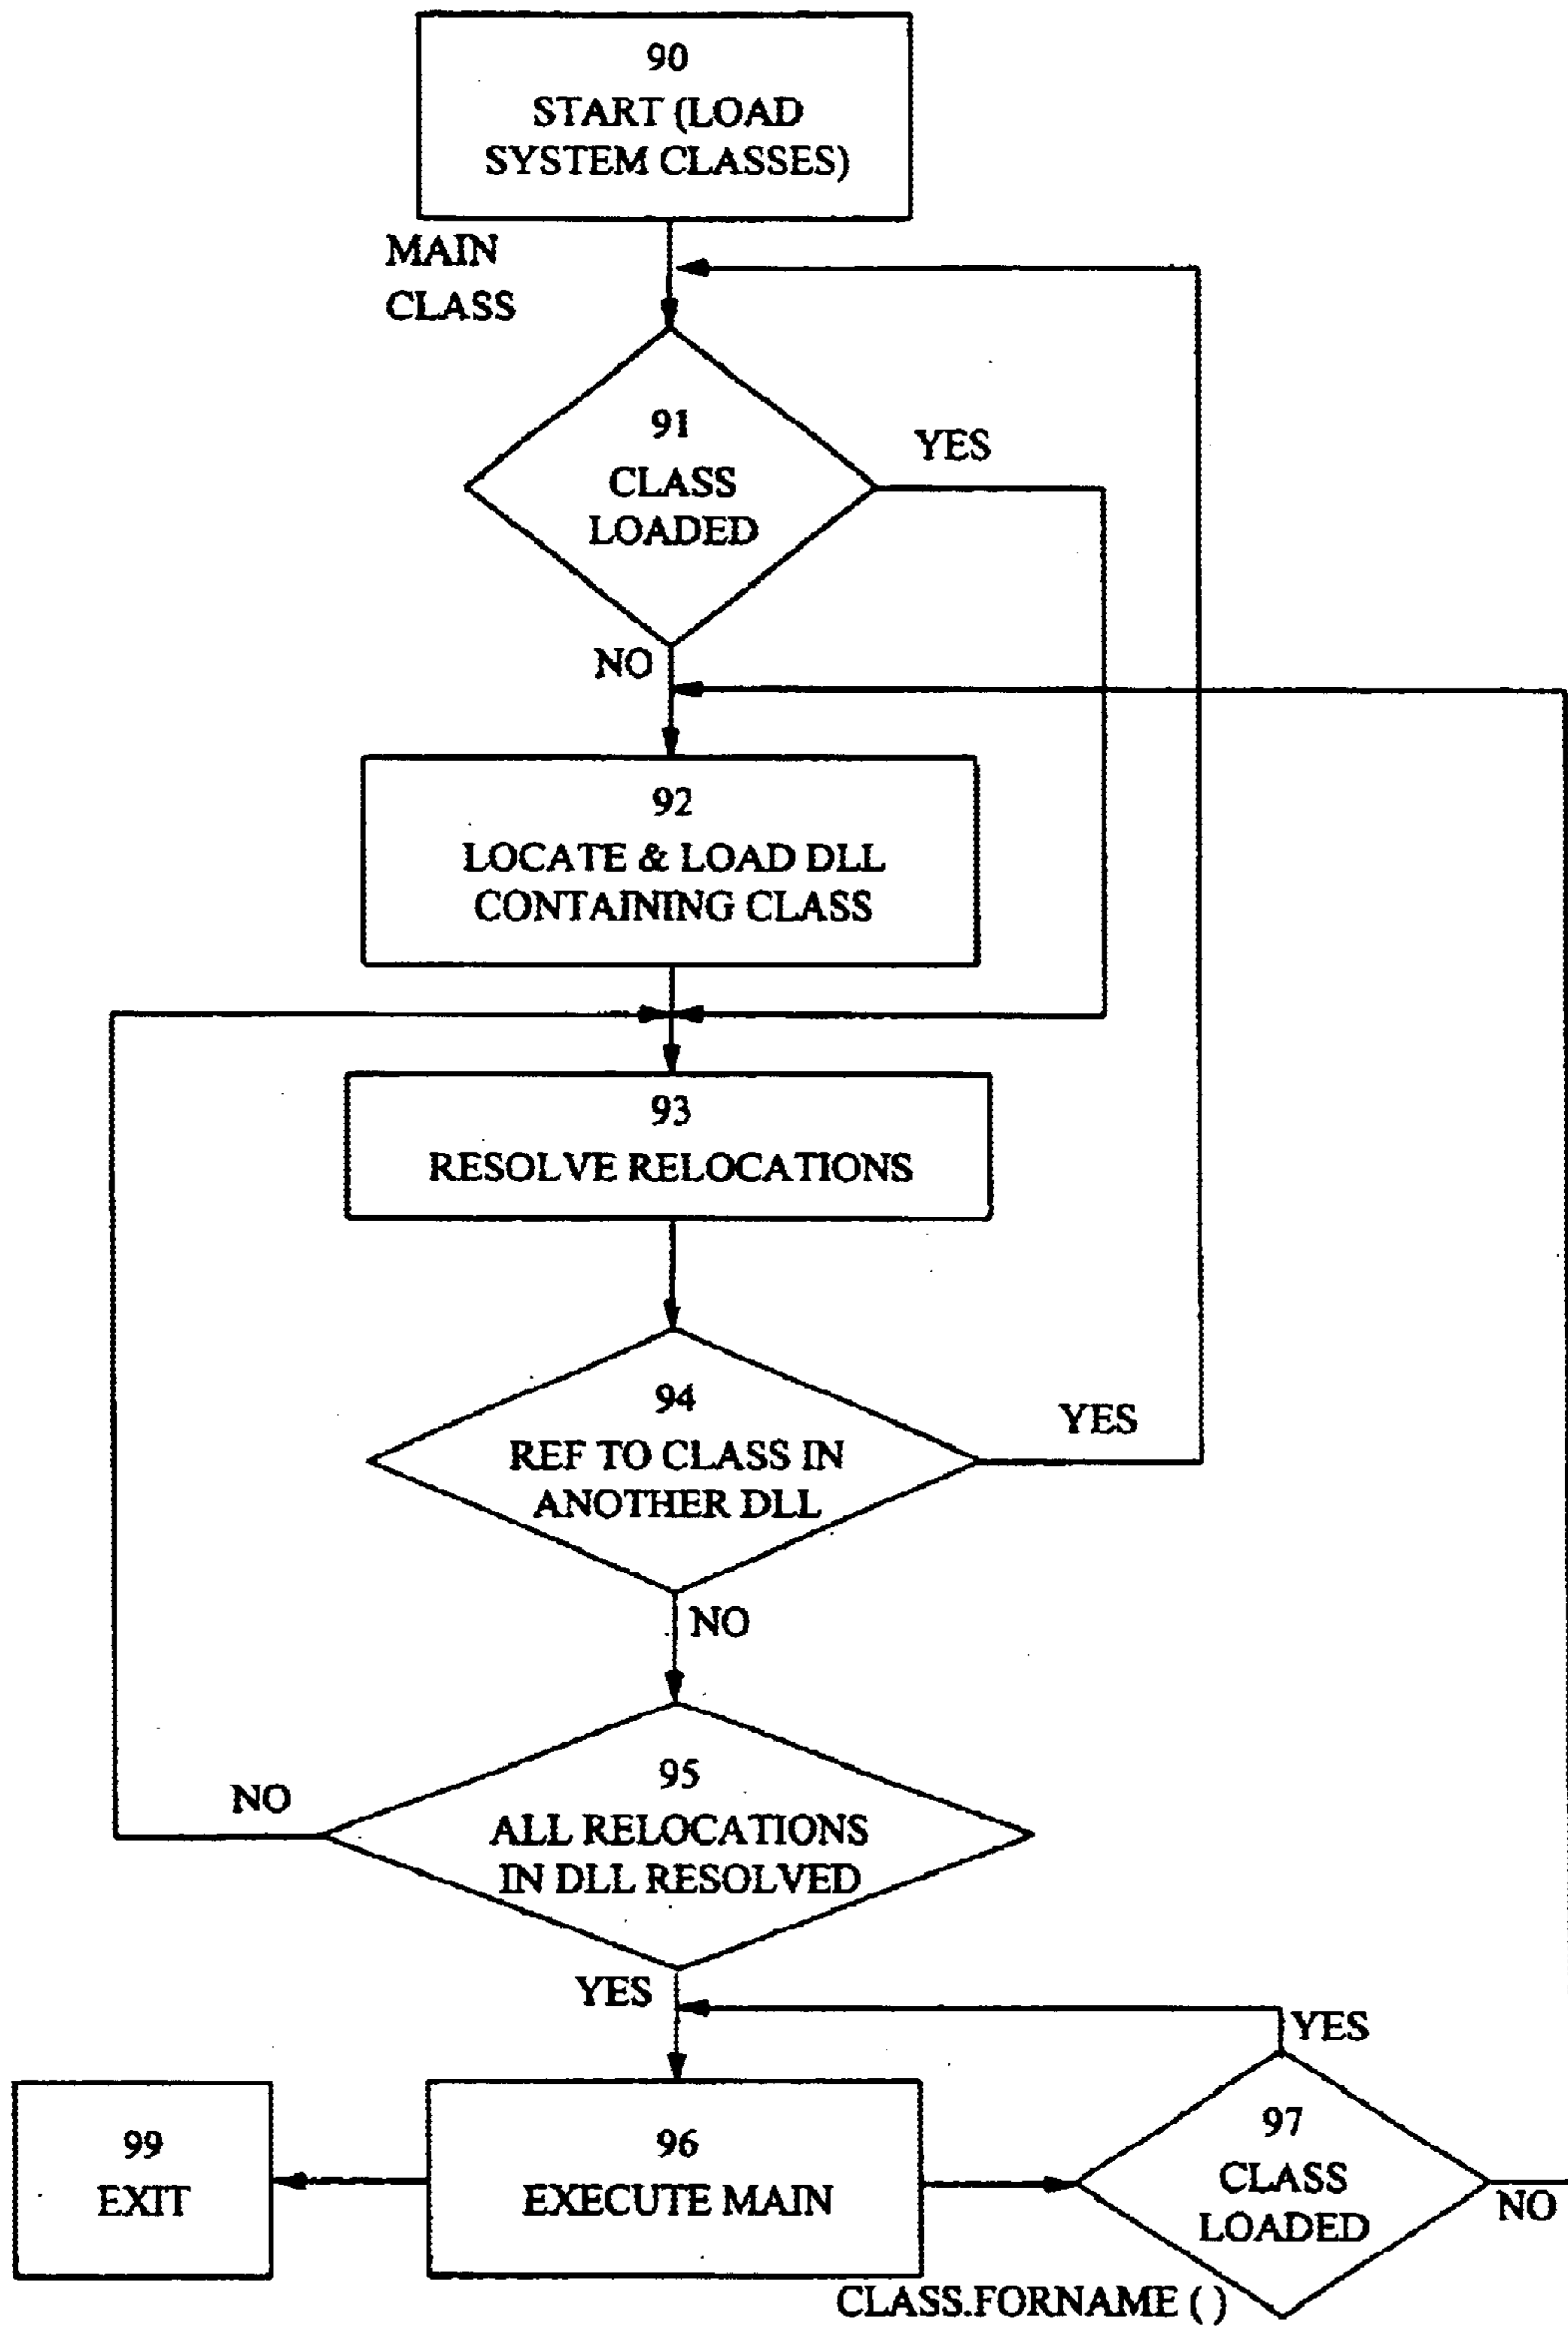 90
START (LOAD
SYSTEM CLASSES)
MAIN
CLASS
91
CLASS
LOADED
YES
NO
92
LOCATE & LOAD DLL
CONTAINING CLASS
93
RESOLVE RELOCATIONS
94
REF TO CLASS IN
ANOTHER DLL
YES
NO
95
ALL RELOCATIONS
IN DLL RESOLVED
NO
YES
YES
99
EXIT
96
EXECUTE MAIN
97
CLASS
LOADED
NO
CLASS.FORNAME ( )